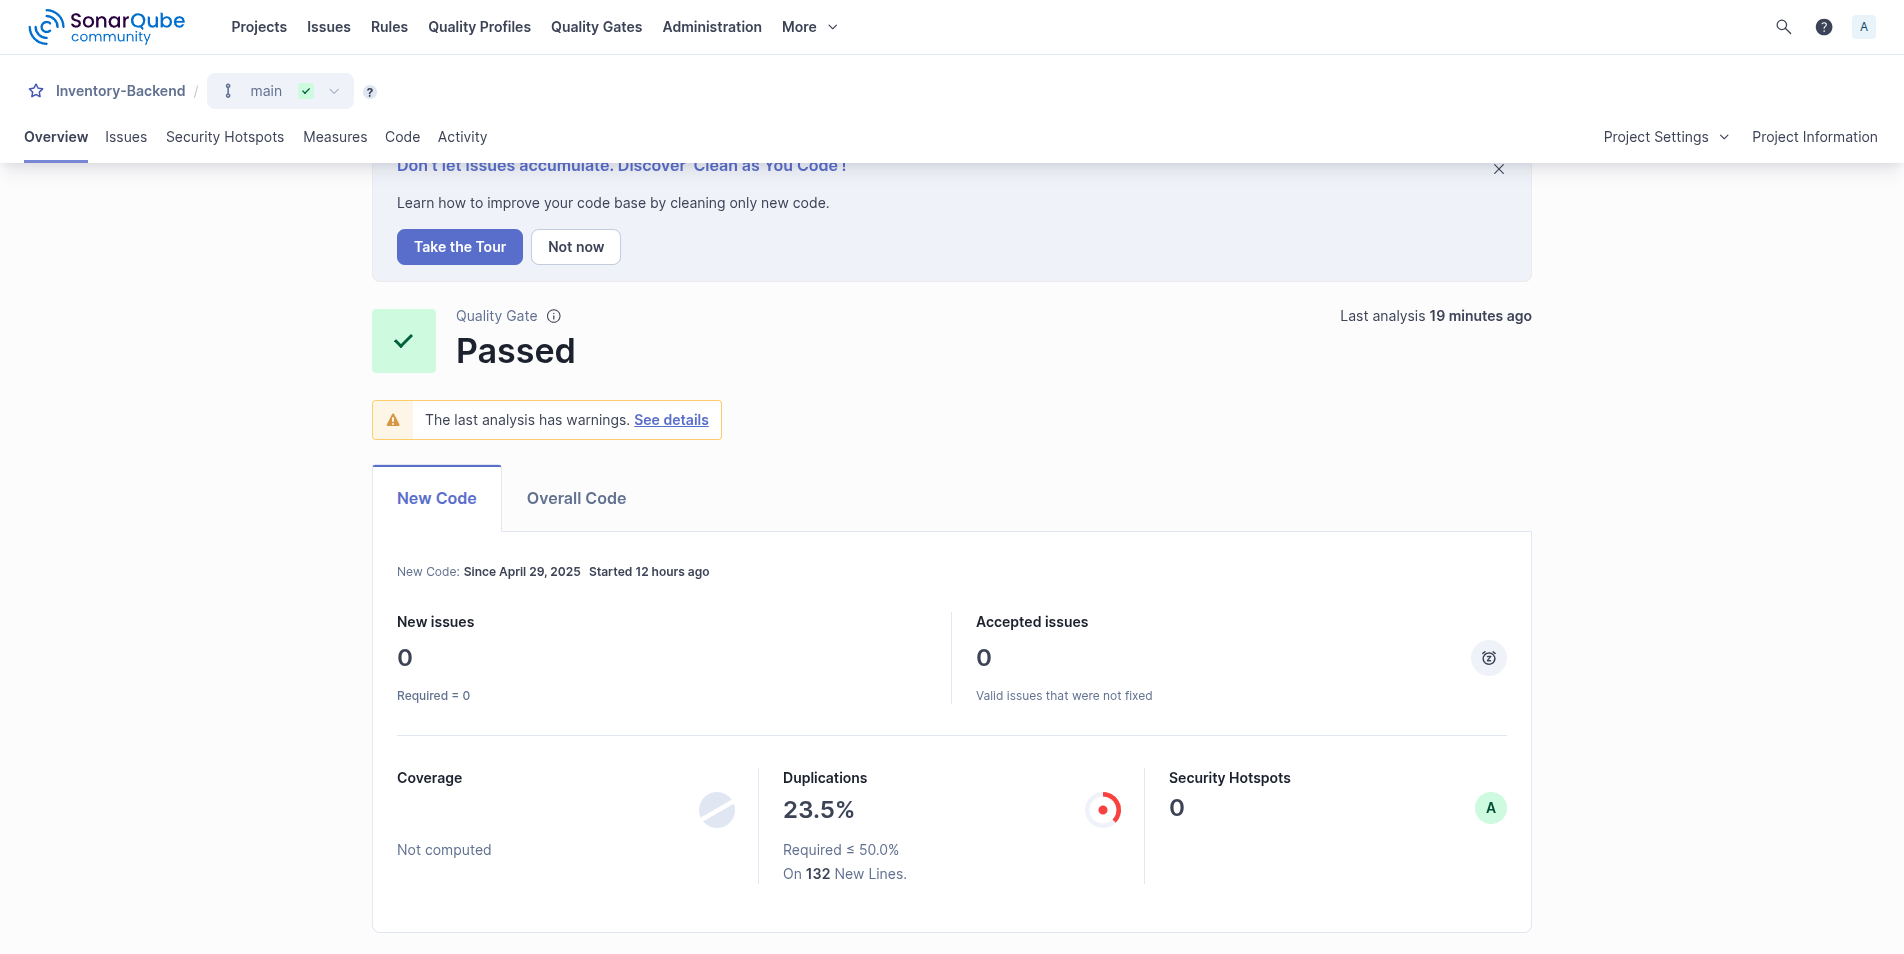 SonarQube community
Projects Issues Rules Quality Profiles Quality Gates Administration More
? A
Inventory-Backend / main ?
Overview Issues Security Hotspots Measures Code Activity Project Settings Project Information
Don't let issues accumulate. Discover 'Clean as You Code'!
Learn how to improve your code base by cleaning only new code.
Take the Tour Not now
Quality Gate Last analysis 19 minutes ago
Passed
The last analysis has warnings. See details
New Code Overall Code
New Code: Since April 29, 2025 Started 12 hours ago
New issues
0
Required = 0
Accepted issues
0
Valid issues that were not fixed
Coverage
Not computed
Duplications
23.5%
Required ≤ 50.0%
On 132 New Lines.
Security Hotspots
0
A